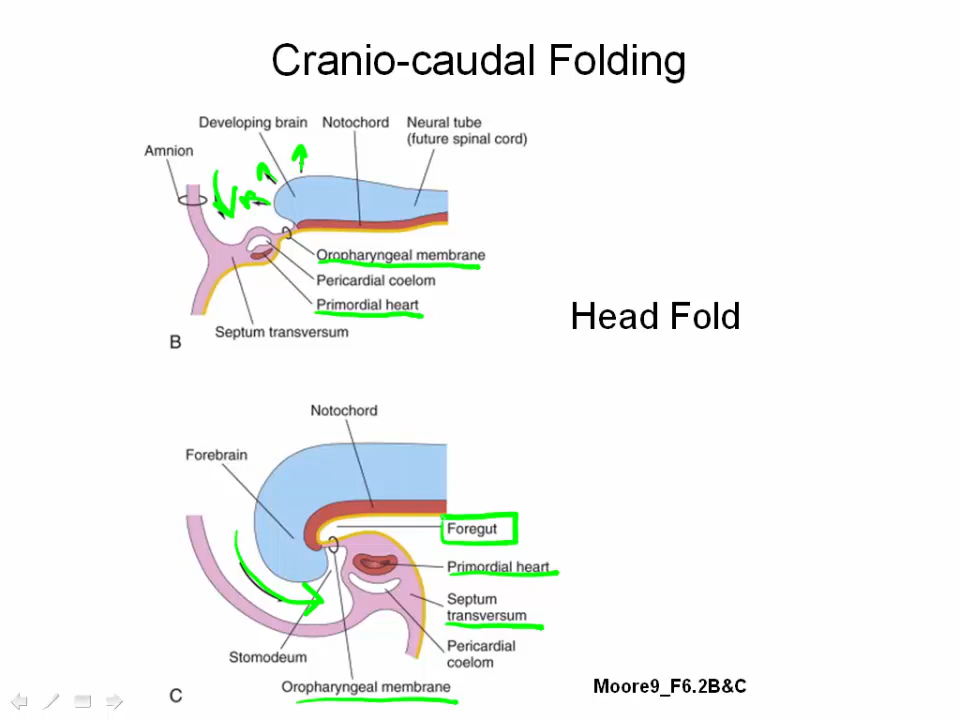 Cranio-caudal Folding
Developing brain
Notochord
Neural tube
(future spinal cord)
Amnion
Oropharyngeal membrane
Pericardial coelom
Primordial heart
Septum transversum
B
Head Fold
Notochord
Forebrain
Foregut
Primordial heart
Septum
transversum
Pericardial
coelom
Stomodeum
Oropharyngeal membrane
C
Moore9_F6.2B&C